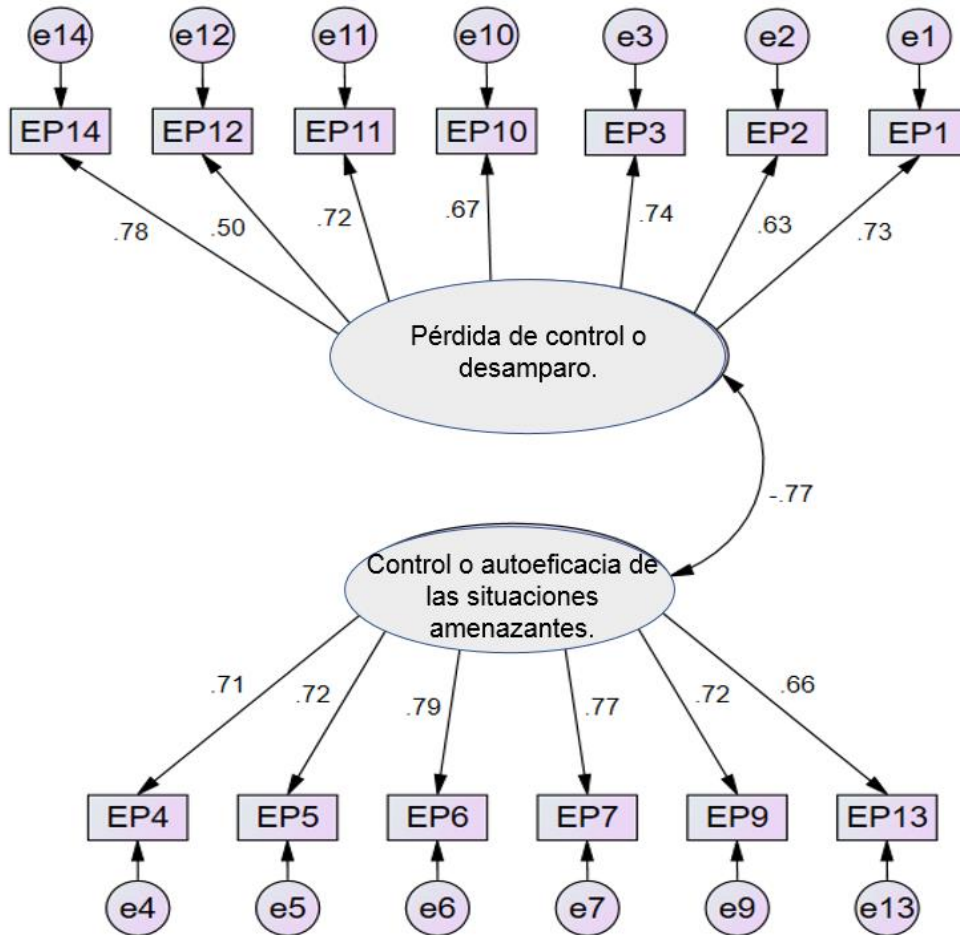 e14 e12 e11 e10 e3 e2 e1
EP14 EP12 EP11 EP10 EP3 EP2 EP1
.78 .50 .72 .67 .74 .63 .73
Pérdida de control o
desamparo.
-.77
Control o autoeficacia de
las situaciones
amenazantes.
.71 .72 .79 .77 .72 .66
EP4 EP5 EP6 EP7 EP9 EP13
e4 e5 e6 e7 e9 e13